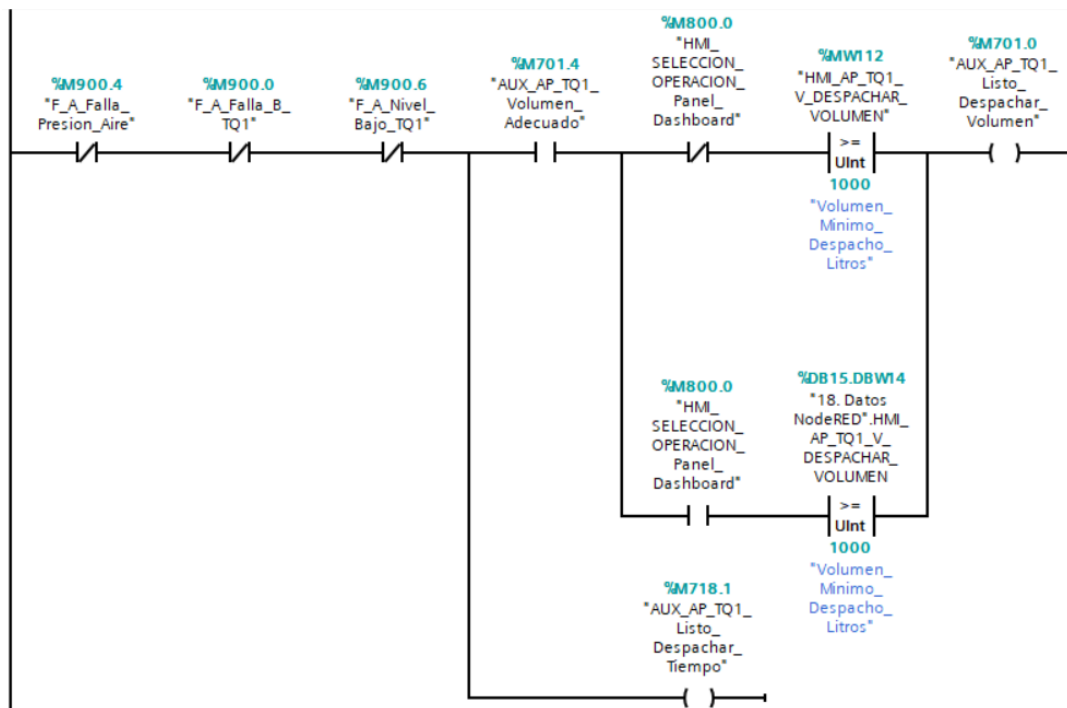 %M900.4
"F_A_Falla_
Presion_Aire"
%M900.0
"F_A_Falla_B_
TQ1"
%M900.6
"F_A_Nivel_
Bajo_TQ1"
%M701.4
"AUX_AP_TQ1_
Volumen_
Adecuado"
%M800.0
"HMI_
SELECCION_
OPERACION_
Panel_
Dashboard"
%MW112
"HMI_AP_TQ1_
V_DESPACHAR_
VOLUMEN"
>=
UInt
1000
"Volumen_
Minimo_
Despacho_
Litros"
%M701.0
"AUX_AP_TQ1_
Listo_
Despachar_
Volumen"
%M800.0
"HMI_
SELECCION_
OPERACION_
Panel_
Dashboard"
%DB15.DBW14
"18. Datos
NodeRED".HMI_
AP_TQ1_V_
DESPACHAR_
VOLUMEN
>=
UInt
1000
"Volumen_
Minimo_
Despacho_
Litros"
%M718.1
"AUX_AP_TQ1_
Listo_
Despachar_
Tiempo"